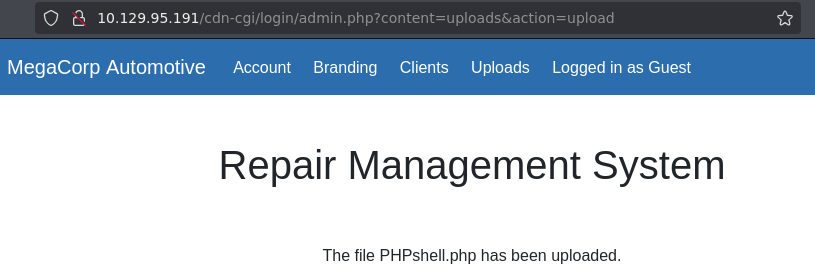 10.129.95.191/cdn-cgi/login/admin.php?content=uploads&action=upload
MegaCorp Automotive Account Branding Clients Uploads Logged in as Guest
Repair Management System
The file PHPshell.php has been uploaded.